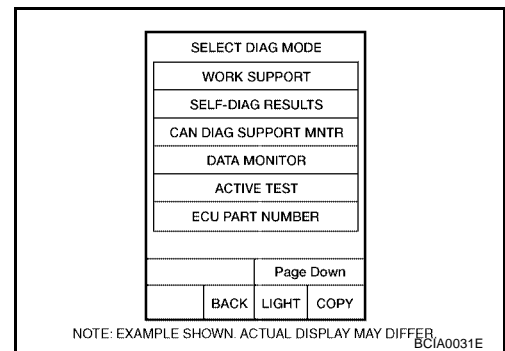 SELECT DIAG MODE
WORK SUPPORT
SELF-DIAG RESULTS
CAN DIAG SUPPORT MNTR
DATA MONITOR
ACTIVE TEST
ECU PART NUMBER
Page Down
BACK LIGHT COPY
NOTE: EXAMPLE SHOWN. ACTUAL DISPLAY MAY DIFFER.
BCIA0031E